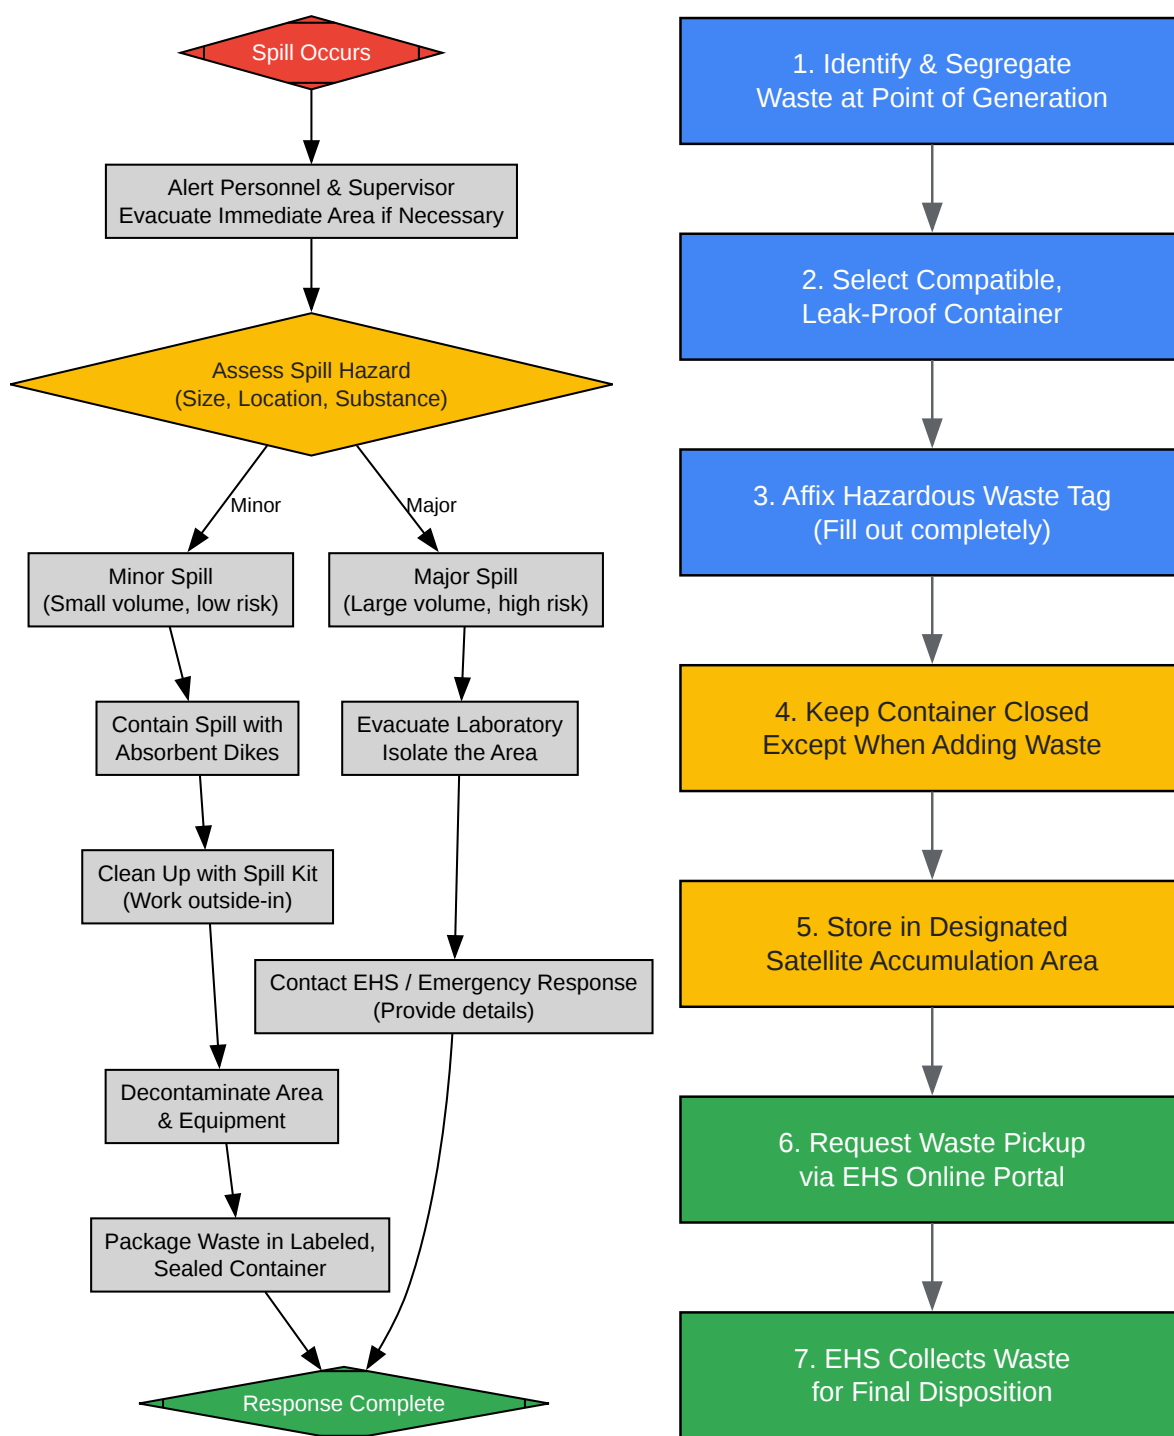 Spill Occurs
Alert Personnel & Supervisor
Evacuate Immediate Area if Necessary
Assess Spill Hazard
(Size, Location, Substance)
Minor
Major
Minor Spill
(Small volume, low risk)
Major Spill
(Large volume, high risk)
Contain Spill with
Absorbent Dikes
Evacuate Laboratory
Isolate the Area
Clean Up with Spill Kit
(Work outside-in)
Contact EHS / Emergency Response
(Provide details)
Decontaminate Area
& Equipment
Package Waste in Labeled,
Sealed Container
Response Complete
1. Identify & Segregate
Waste at Point of Generation
2. Select Compatible,
Leak-Proof Container
3. Affix Hazardous Waste Tag
(Fill out completely)
4. Keep Container Closed
Except When Adding Waste
5. Store in Designated
Satellite Accumulation Area
6. Request Waste Pickup
via EHS Online Portal
7. EHS Collects Waste
for Final Disposition